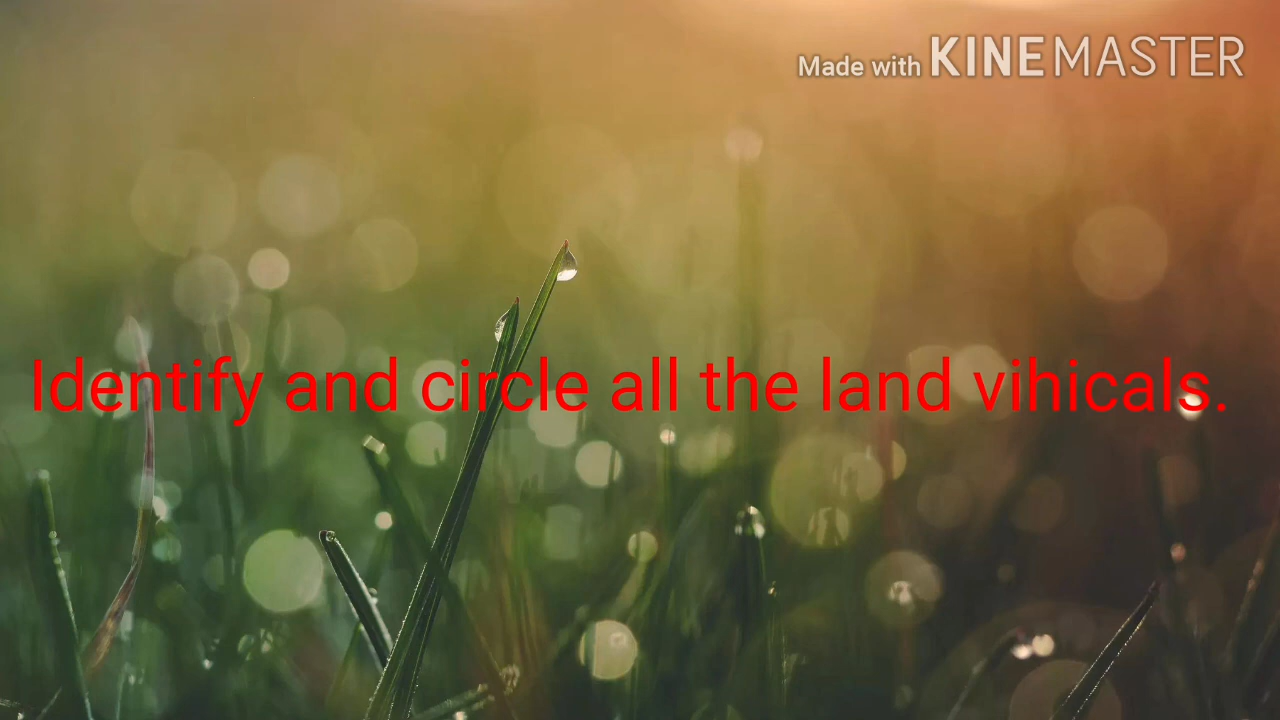 Made with KINEMASTER
Identify and circle all the land vihicals.